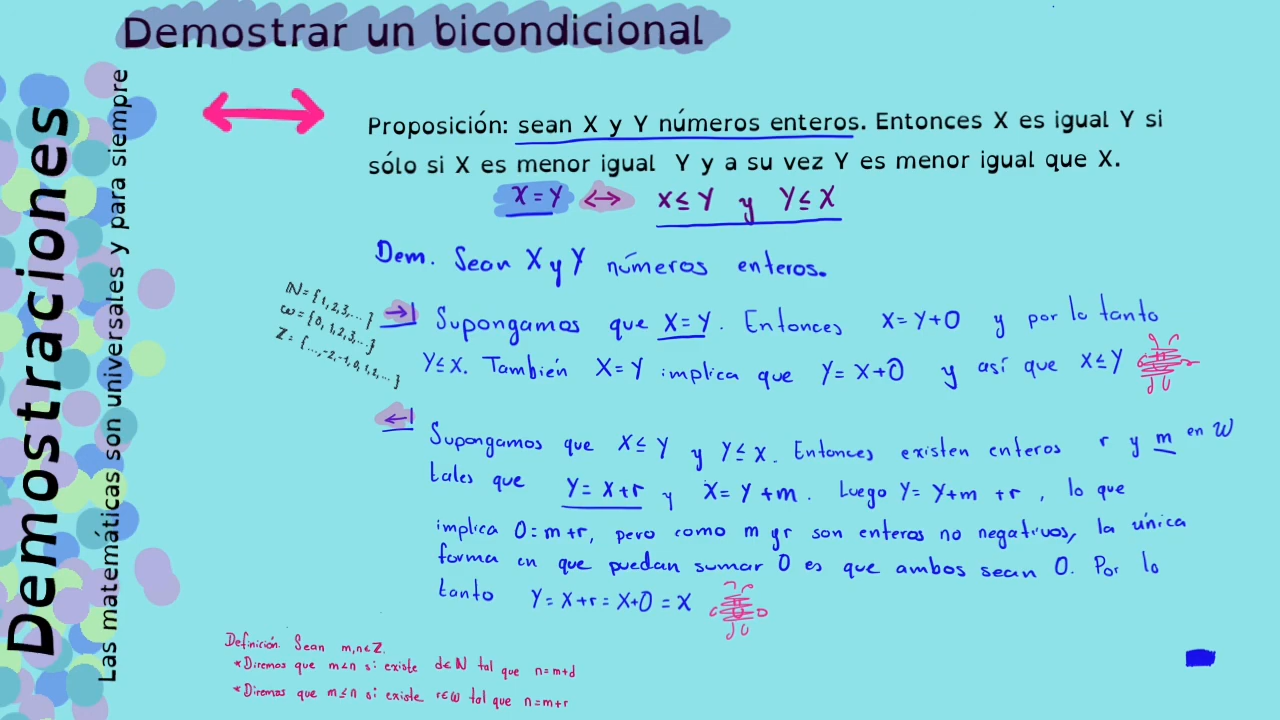 Demostrar un bicondicional
Demostraciones
Las matemáticas son universales y para siempre
Proposición: sean X y Y números enteros. Entonces X es igual Y si
sólo si X es menor igual Y y a su vez Y es menor igual que X.
X=Y ↔ X≤Y y Y≤X
Dem. Sean X y Y números enteros.
N={1,2,3,...}
ω={0,1,2,3,...}
Z={...,-2,-1,0,1,2,...}
→| Supongamos que X=Y. Entonces X=Y+0 y por lo tanto
Y≤X. También X=Y implica que Y=X+0 y así que X≤Y
←|
Supongamos que X≤Y y Y≤X. Entonces existen enteros r y m en W
tales que Y=X+r y X=Y+m. Luego Y=Y+m+r, lo que
implica 0=m+r, pero como m y r son enteros no negativos, la única
forma en que puedan sumar 0 es que ambos sean 0. Por lo
tanto Y=X+r=X+0=X
Definición. Sean m,n∈Z.
*Diremos que m<n si existe d∈N tal que n=m+d
*Diremos que m≤n si existe r∈ω tal que n=m+r